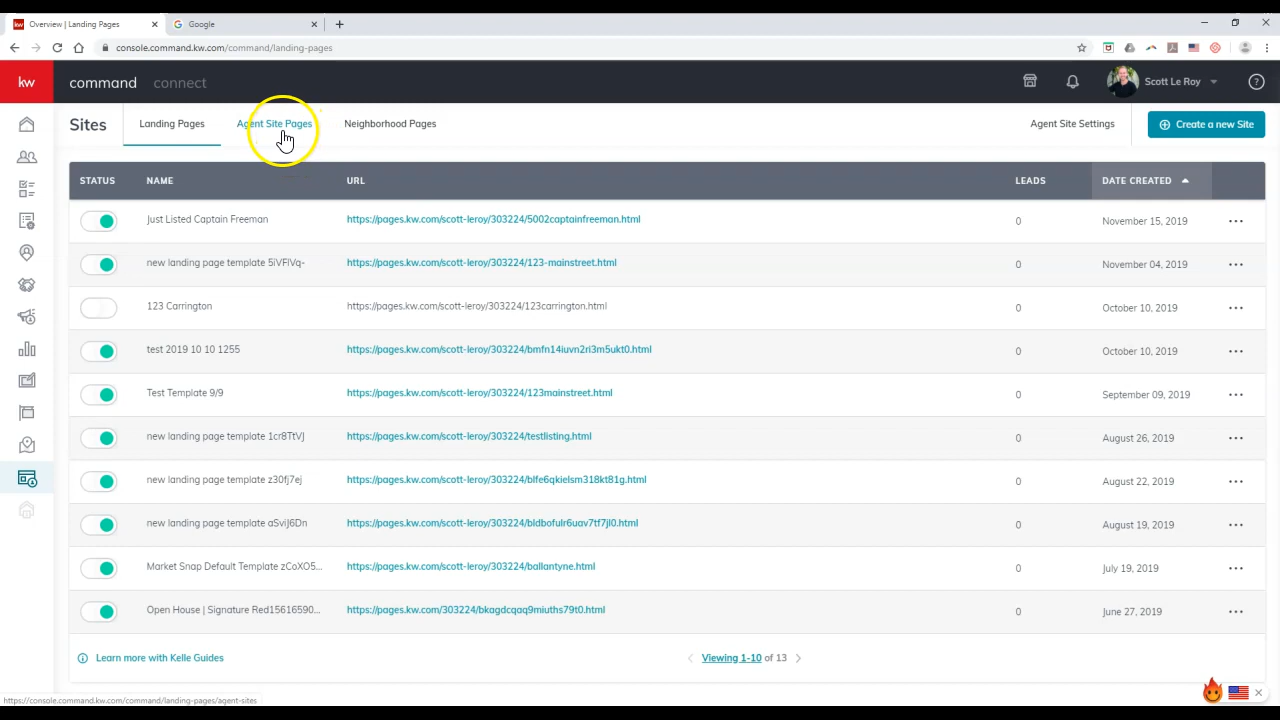 Overview | Landing Pages
Google
console.command.kw.com/command/landing-pages
kw
command
connect
Scott Le Roy
Sites
Landing Pages
Agent Site Pages
Neighborhood Pages
Agent Site Settings
Create a new Site
STATUS NAME URL LEADS DATE CREATED
Just Listed Captain Freeman https://pages.kw.com/scott-leroy/303224/5002captainfreeman.html 0 November 15, 2019
new landing page template 5iVFlVq- https://pages.kw.com/scott-leroy/303224/123-mainstreet.html 0 November 04, 2019
123 Carrington https://pages.kw.com/scott-leroy/303224/123carrington.html 0 October 10, 2019
test 2019 10 10 1255 https://pages.kw.com/scott-leroy/303224/bmfn14iuvn2ri3m5ukt0.html 0 October 10, 2019
Test Template 9/9 https://pages.kw.com/scott-leroy/303224/123mainstreet.html 0 September 09, 2019
new landing page template 1cr8TtVJ https://pages.kw.com/scott-leroy/303224/testlisting.html 0 August 26, 2019
new landing page template z30fj7ej https://pages.kw.com/scott-leroy/303224/blfe6qkielsm318kt81g.html 0 August 22, 2019
new landing page template aSviJ6Dn https://pages.kw.com/scott-leroy/303224/bldbofulr6uav7tf7jl0.html 0 August 19, 2019
Market Snap Default Template zCoXO5... https://pages.kw.com/scott-leroy/303224/ballantyne.html 0 July 19, 2019
Open House | Signature Red15616590... https://pages.kw.com/303224/bkagdcqaq9miuths79t0.html 0 June 27, 2019
Learn more with Kelle Guides
Viewing 1-10 of 13
https://console.command.kw.com/command/landing-pages/agent-sites